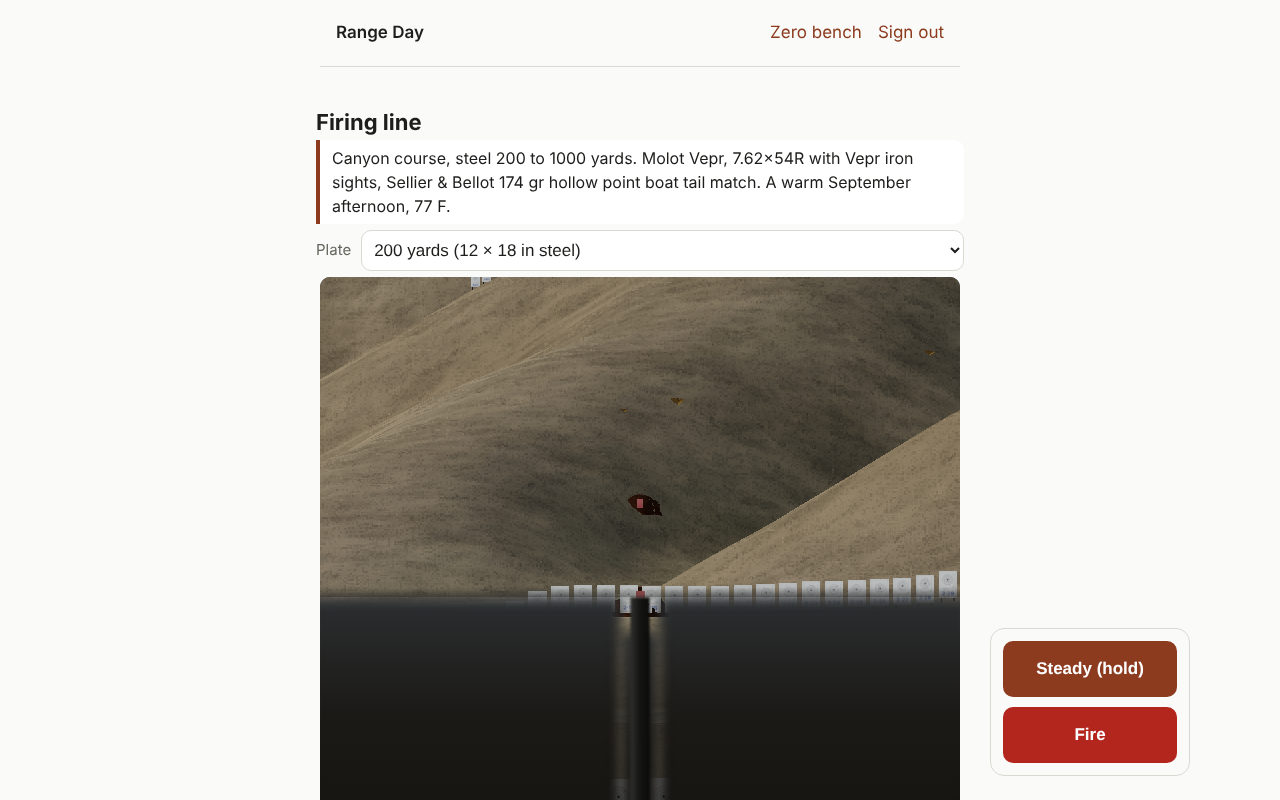 Range Day
Zero bench
Sign out
Firing line
Canyon course, steel 200 to 1000 yards. Molot Vepr, 7.62×54R with Vepr iron
sights, Sellier & Bellot 174 gr hollow point boat tail match. A warm September
afternoon, 77 F.
Plate
200 yards (12 × 18 in steel)
Steady (hold)
Fire